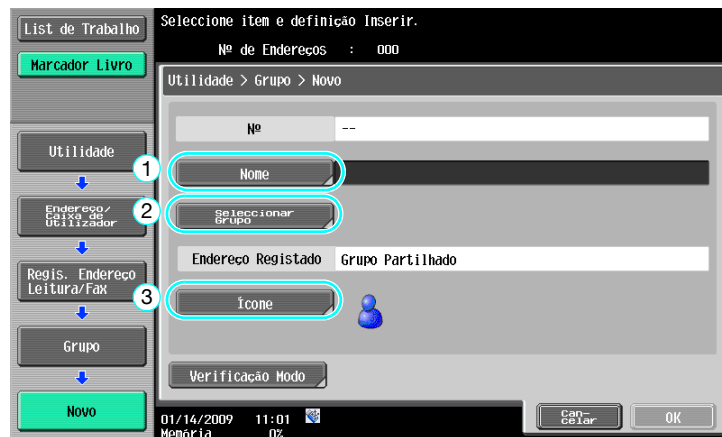 List de Trabalho
Marcador Livro
Utilidade
Endereço/
Caixa de
Utilizador
Regis. Endereço
Leitura/Fax
Grupo
Novo
Seleccione item e definição Inserir.
Nº de Endereços : 000
Utilidade > Grupo > Novo
Nº --
1 Nome
2 Seleccionar
Grupo
Endereço Registado Grupo Partilhado
3 Ícone
Verificação Modo
01/14/2009 11:01
Memória 0%
Can-
celar
OK